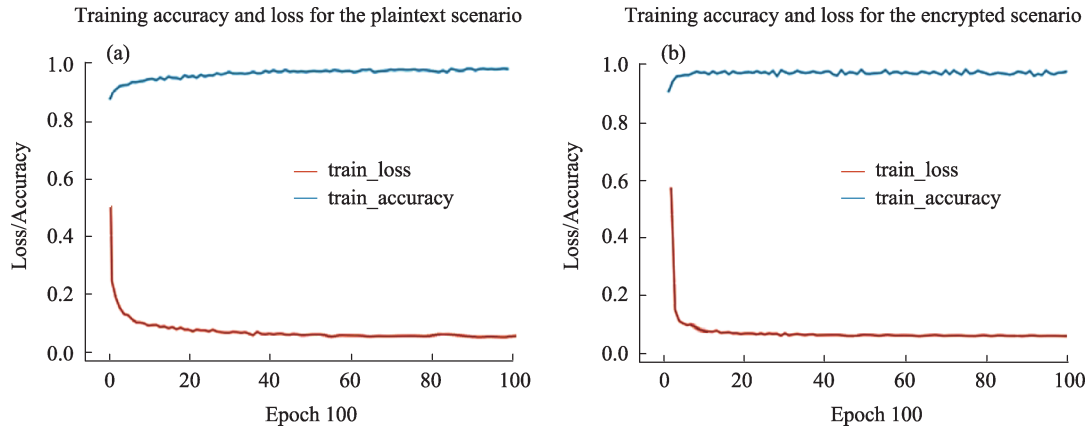 Training accuracy and loss for the plaintext scenario
(a)
1.0
0.8
0.6
0.4
0.2
0.0
Loss/Accuracy
train_loss
train_accuracy
0 20 40 60 80 100
Epoch 100
Training accuracy and loss for the encrypted scenario
(b)
1.0
0.8
0.6
0.4
0.2
0.0
Loss/Accuracy
train_loss
train_accuracy
0 20 40 60 80 100
Epoch 100